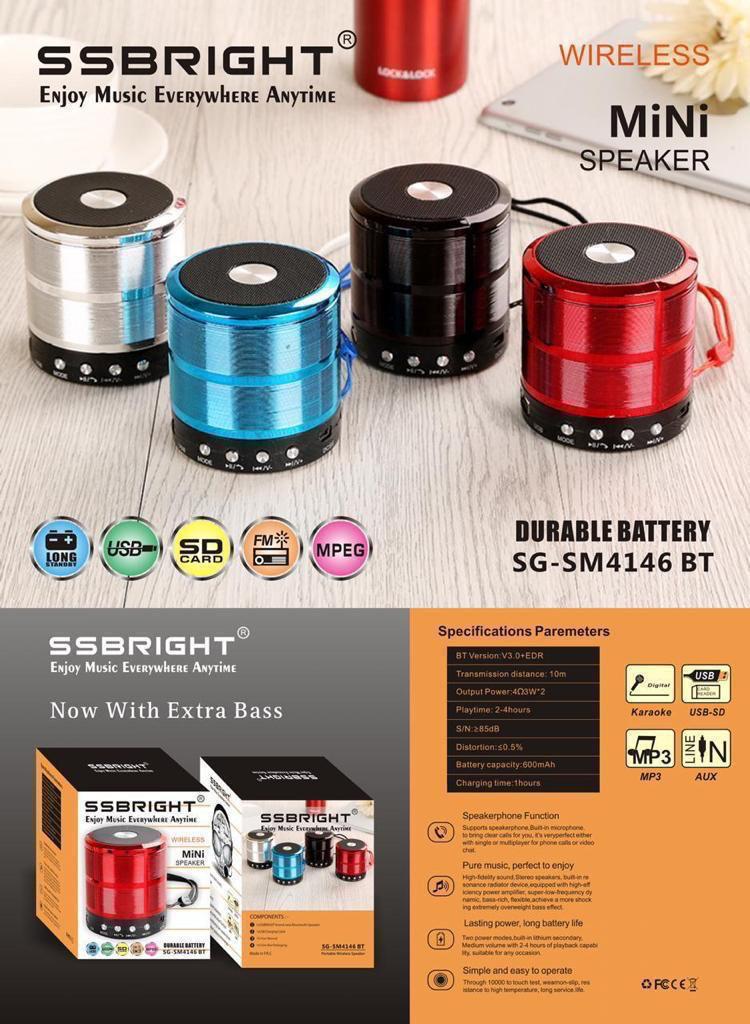 SSBRIGHT®
Enjoy Music Everywhere Anytime
WIRELESS
MiNi
SPEAKER
LOCK&LOCK
MODE
MODE
MODE
MODE
LONG
STANDBY
USB
SD
CARD
FM
MPEG
DURABLE BATTERY
SG-SM4146 BT
SSBRIGHT®
Enjoy Music Everywhere Anytime
Now With Extra Bass
SSBRIGHT
SSBRIGHT®
Enjoy Music Everywhere Anytime
WIRELESS
MiNi
SPEAKER
DURABLE BATTERY
SG-SM4146 BT
SSBRIGHT®
Enjoy Music Everywhere Anytime
COMPONENTS:-
SG-SM4146 BT
Portable Wireless Speaker
Made in P.R.C
Specifications Paremeters
BT Version:V3.0+EDR
Transmission distance: 10m
Output Power:4Ω3W*2
Playtime: 2-4hours
S/N:≥85dB
Distortion:≤0.5%
Battery capacity:600mAh
Charging time:1hours
Digital
Karaoke
USB
CARD
READER
USB-SD
MP3
MP3
LINE IN
AUX
Speakerphone Function
Supports speakerphone,Built-in microphone.
to bring clear calls for you, it's veryperfect either
with single or multiplayer for phone calls or video
chat.
Pure music, perfect to enjoy
High-fidelity sound,Stereo speakers, built-in re
sonance radiator device,equipped with high-eff
iciency power amplifier, super-low-frequency dy
namic, bass-rich, flexible,achieve a more shock
ing extremely overweight bass effect.
Lasting power, long battery life
Two power modes,built-in lithium secondary,
Medium volume with 2-4 hours of playback capabi
lity, suitable for any occasion.
Simple and easy to operate
Through 10000 to touch test, wearnon-slip, res
istance to high temperature, long service.life.
FC CE